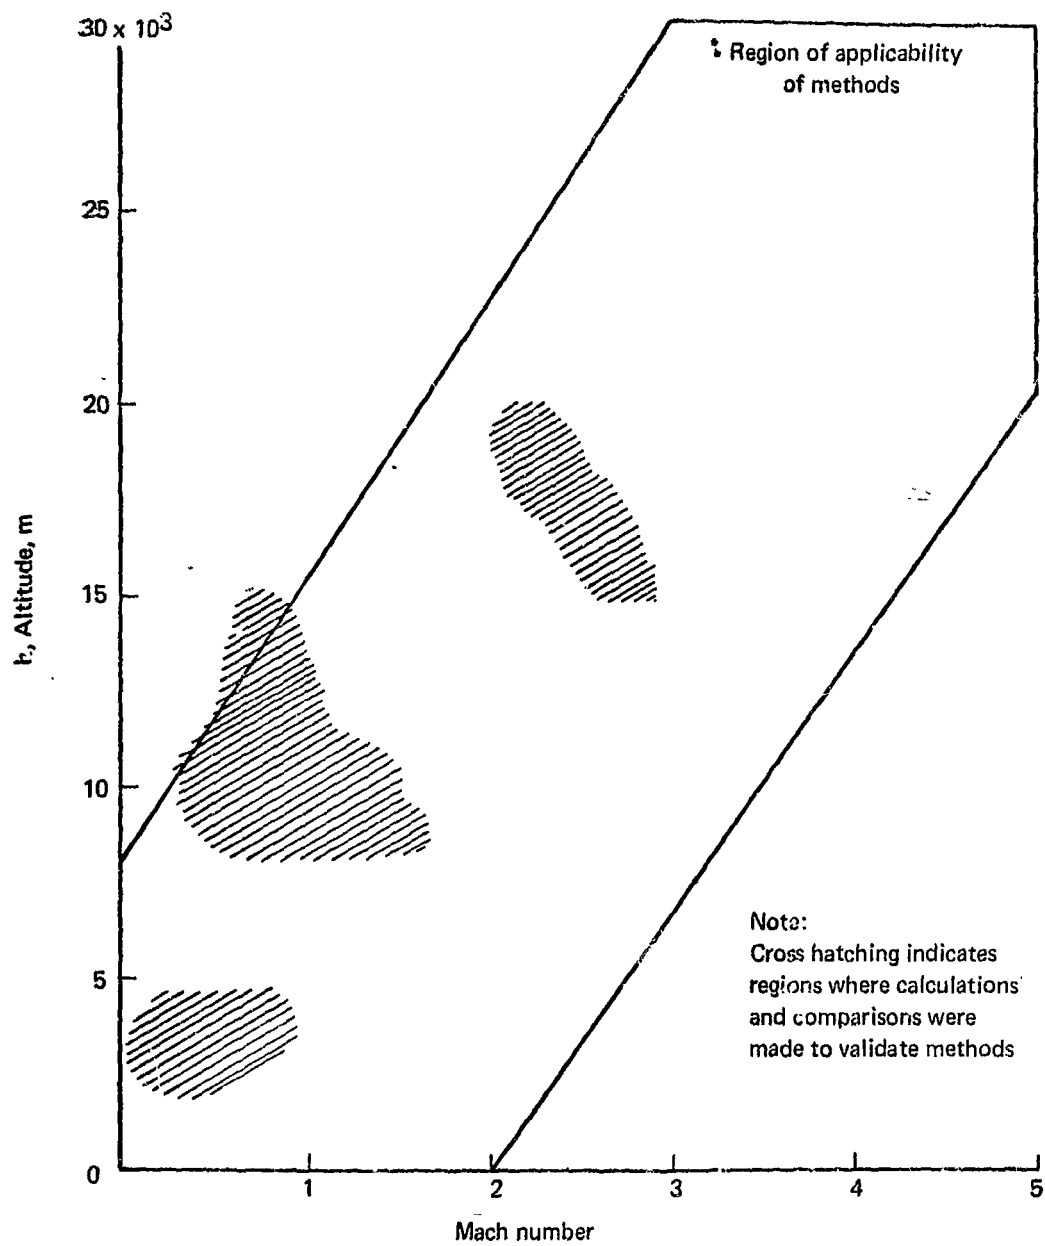 30 x 10³
Region of applicability
of methods
25
20
15
h, Altitude, m
10
5
Note:
Cross hatching indicates
regions where calculations
and comparisons were
made to validate methods
0
1
2
3
4
5
Mach number